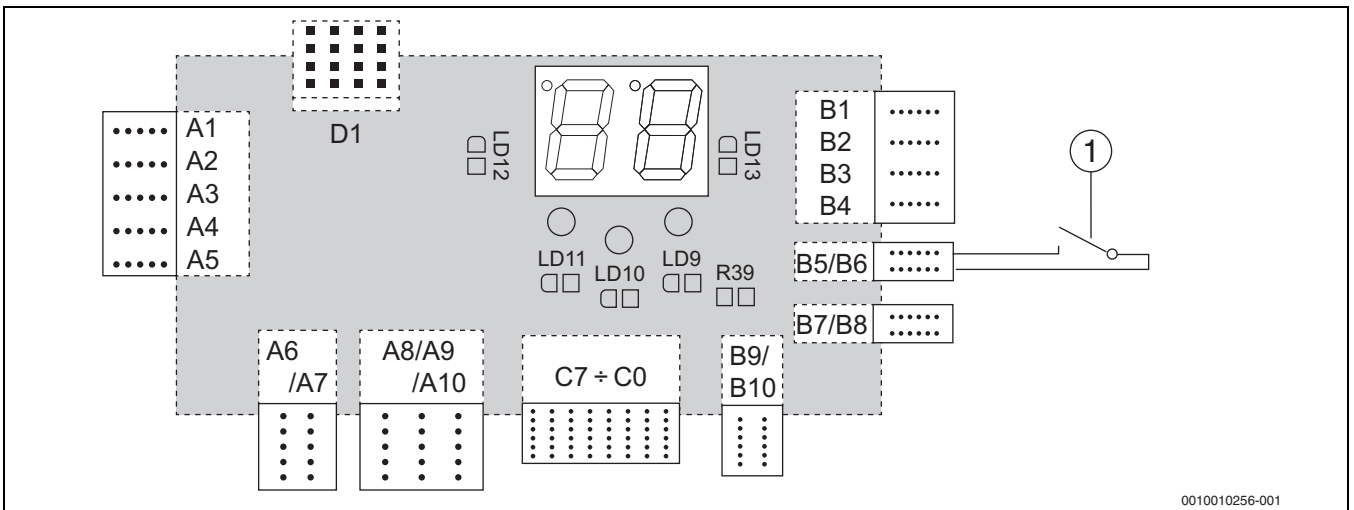 D1
A1
A2
A3
A4
A5
LD12
LD13
LD11
LD10
LD9
R39
B1
B2
B3
B4
B5/B6
B7/B8
1
A6
/A7
A8/A9
/A10
C7 ÷ C0
B9/
B10
0010010256-001